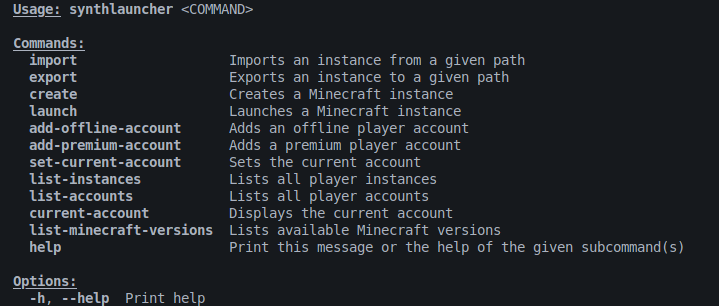 Usage: synthlauncher <COMMAND>

Commands:
  import              Imports an instance from a given path
  export              Exports an instance to a given path
  create              Creates a Minecraft instance
  launch              Launches a Minecraft instance
  add-offline-account     Adds an offline player account
  add-premium-account     Adds a premium player account
  set-current-account     Sets the current account
  list-instances          Lists all player instances
  list-accounts           Lists all player accounts
  current-account         Displays the current account
  list-minecraft-versions  Lists available Minecraft versions
  help                    Print this message or the help of the given subcommand(s)

Options:
  -h, --help  Print help